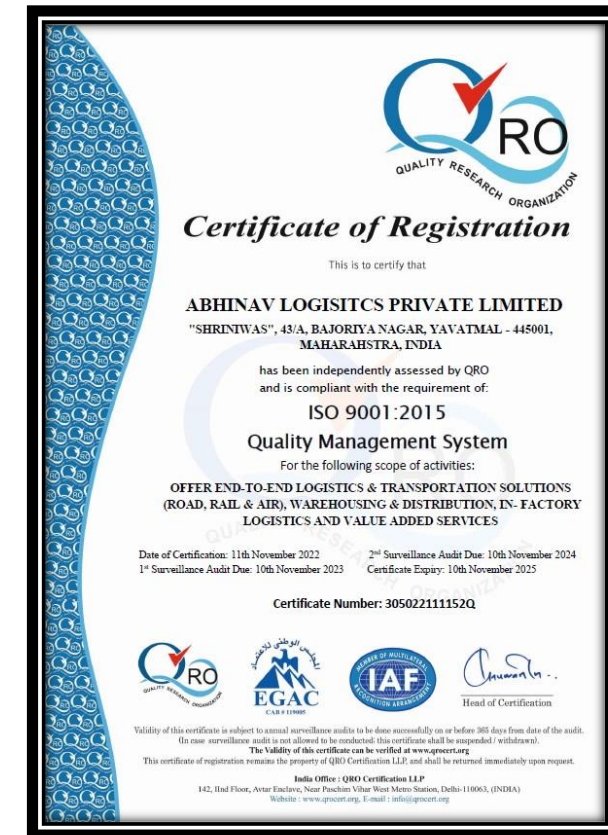 QRO
QUALITY RESEARCH ORGANIZATION
Certificate of Registration
This is to certify that
ABHINAV LOGISITCS PRIVATE LIMITED
"SHRINIWAS", 43/A, BAJORIYA NAGAR, YAVATMAL - 445001,
MAHARAHSTRA, INDIA
has been independently assessed by QRO
and is compliant with the requirement of:
ISO 9001:2015
Quality Management System
For the following scope of activities:
OFFER END-TO-END LOGISTICS & TRANSPORTATION SOLUTIONS
(ROAD, RAIL & AIR), WAREHOUSING & DISTRIBUTION, IN- FACTORY
LOGISTICS AND VALUE ADDED SERVICES
Date of Certification: 11th November 2022 2nd Surveillance Audit Due: 10th November 2024
1st Surveillance Audit Due: 10th November 2023 Certificate Expiry: 10th November 2025
Certificate Number: 305022111152Q
QRO
QUALITY RESEARCH ORGANIZATION
المجلس الوطني للاعتماد
EGAC
CAB # 119005
MEMBER OF MULTILATERAL
IAF
RECOGNITION ARRANGEMENT
Head of Certification
Validity of this certificate is subject to annual surveillance audits to be done successfully on or before 365 days from date of the audit.
(In case surveillance audit is not allowed to be conducted; this certificate shall be suspended / withdrawn).
The Validity of this certificate can be verified at www.qrocert.org
This certificate of registration remains the property of QRO Certification LLP, and shall be returned immediately upon request.
India Office : QRO Certification LLP
142, IInd Floor, Avtar Enclave, Near Paschim Vihar West Metro Station, Delhi-110063, (INDIA)
Website : www.qrocert.org, E-mail : info@qrocert.org